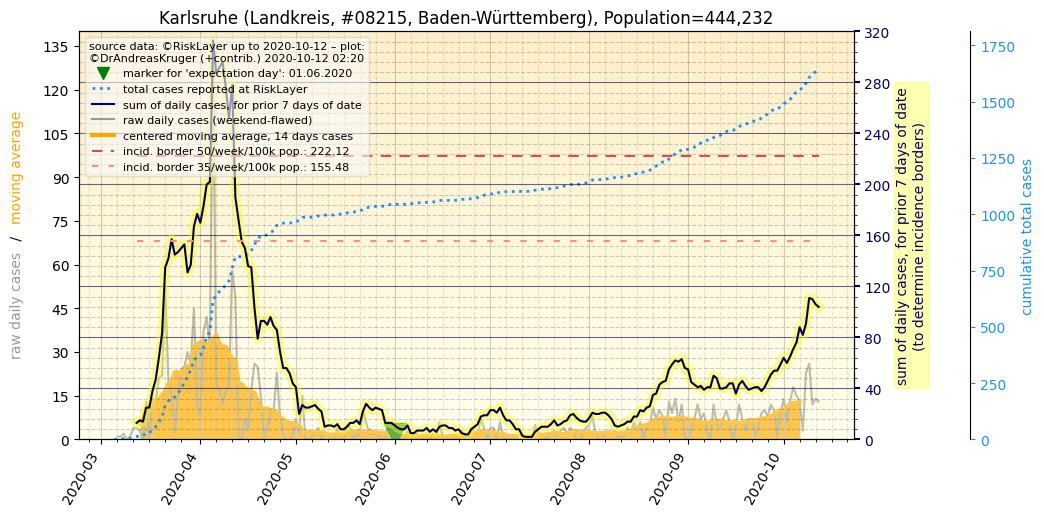 Karlsruhe (Landkreis, #08215, Baden-Württemberg), Population=444,232
source data: ©RiskLayer up to 2020-10-12 – plot:
©DrAndreasKruger (+contrib.) 2020-10-12 02:20
marker for 'expectation day': 01.06.2020
total cases reported at RiskLayer
sum of daily cases, for prior 7 days of date
raw daily cases (weekend-flawed)
centered moving average, 14 days cases
incid. border 50/week/100k pop.: 222.12
incid. border 35/week/100k pop.: 155.48
raw daily cases / moving average
135
120
105
90
75
60
45
30
15
0
320
280
240
200
160
120
80
40
0
sum of daily cases, for prior 7 days of date
(to determine incidence borders)
1750
1500
1250
1000
750
500
250
0
cumulative total cases
2020-03
2020-04
2020-05
2020-06
2020-07
2020-08
2020-09
2020-10